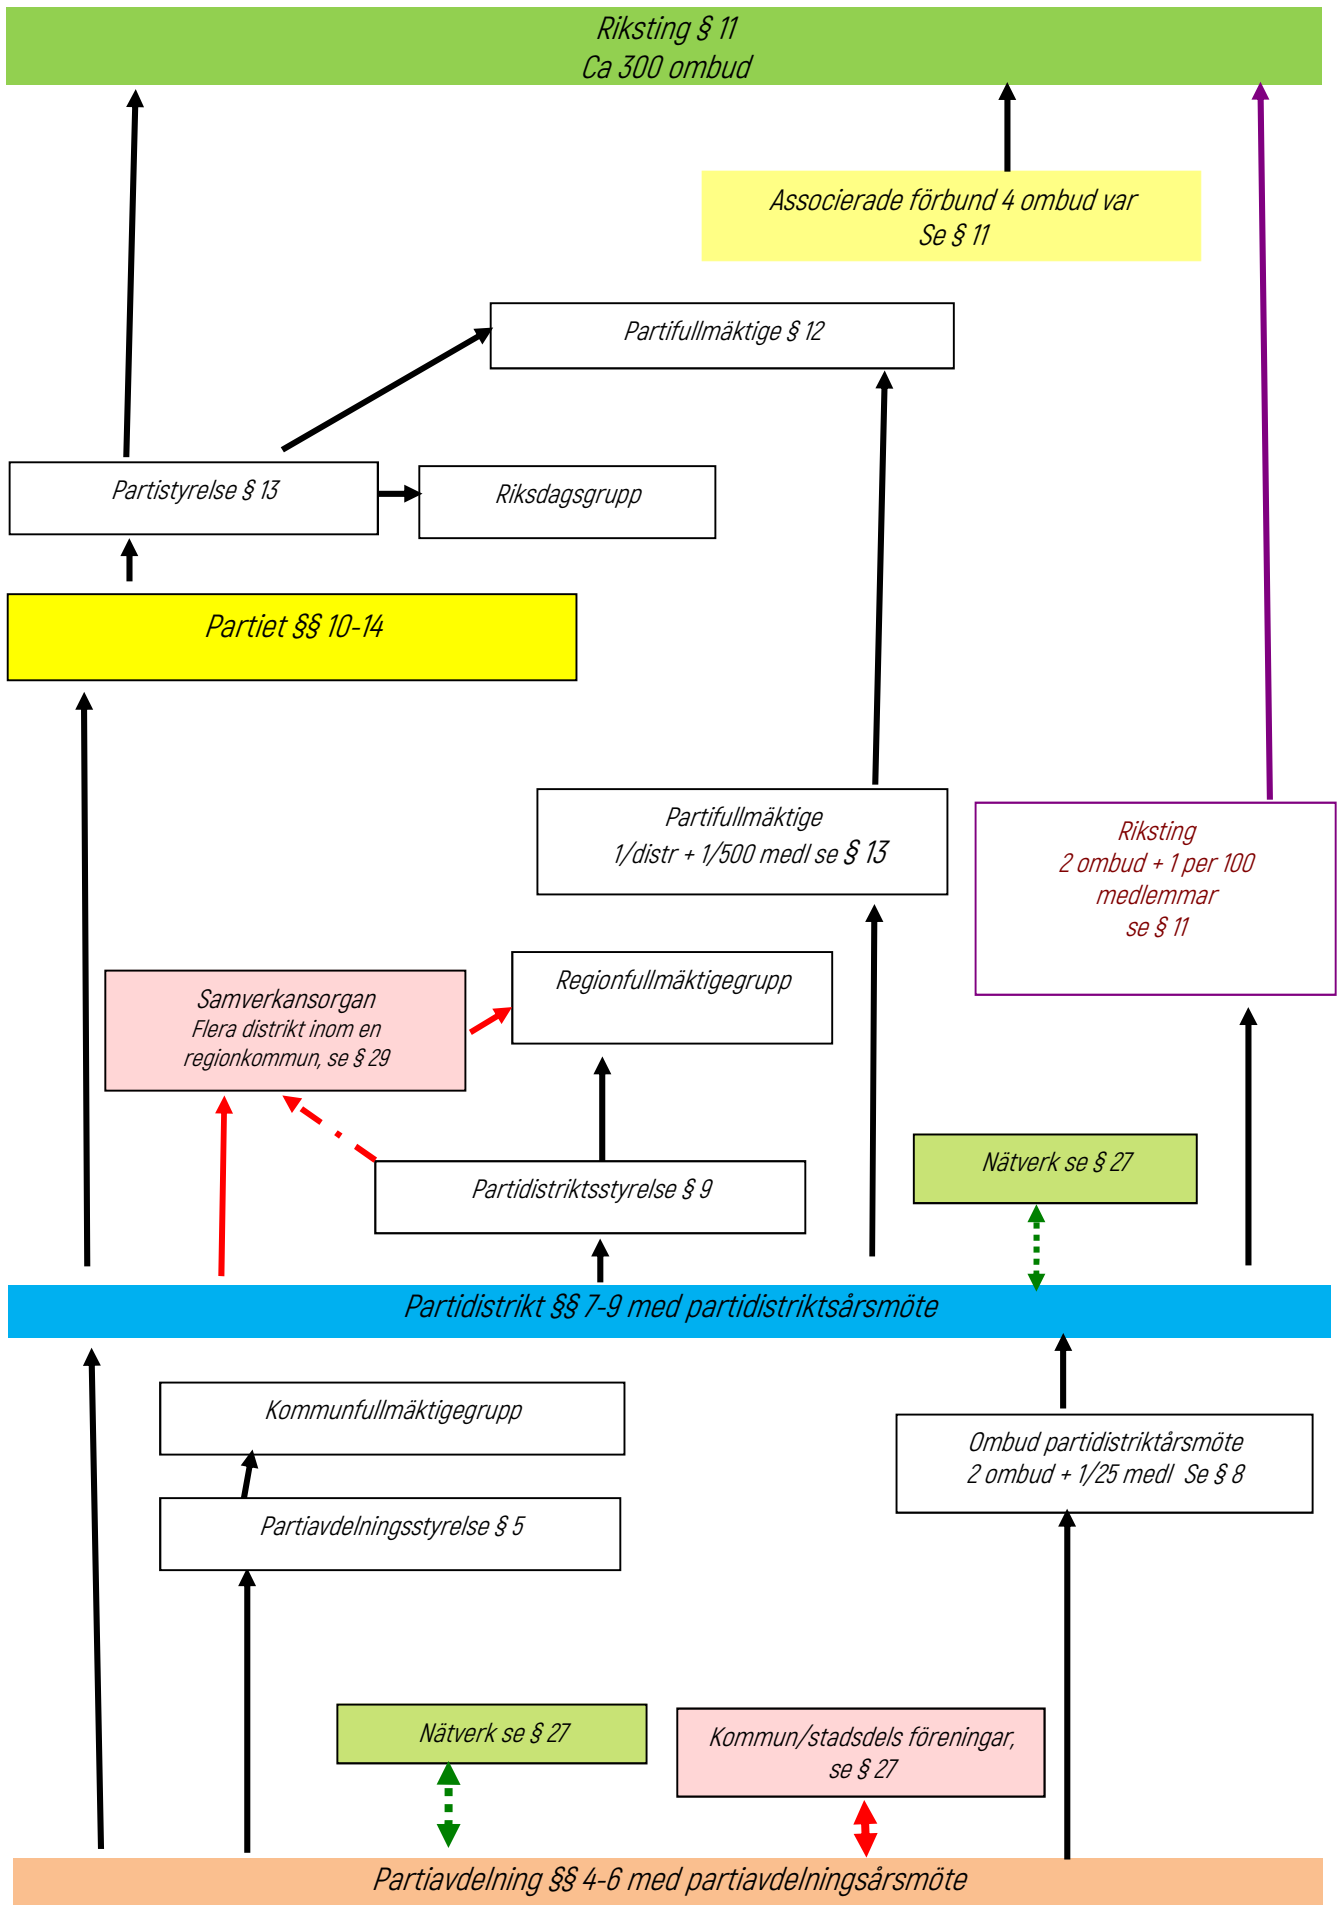 Riksting § 11
Ca 300 ombud
Associerade förbund 4 ombud var
Se § 11
Partifullmäktige § 12
Partistyrelse § 13
Riksdagsgrupp
Partiet §§ 10-14
Partifullmäktige
1/distr + 1/500 medl se § 13
Riksting
2 ombud + 1 per 100
medlemmar
se § 11
Regionfullmäktigegrupp
Samverkansorgan
Flera distrikt inom en
regionkommun, se § 29
Nätverk se § 27
Partidistriktsstyrelse § 9
Partidistrikt §§ 7-9 med partidistriktsårsmöte
Kommunfullmäktigegrupp
Ombud partidistriktårsmöte
2 ombud + 1/25 medl  Se § 8
Partiavdelningsstyrelse § 5
Nätverk se § 27
Kommun/stadsdels föreningar,
se § 27
Partiavdelning §§ 4-6 med partiavdelningsårsmöte